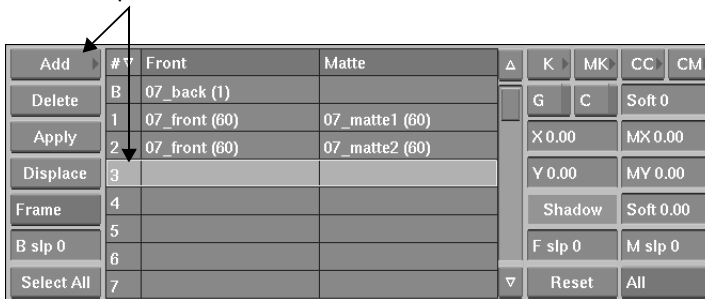 Add # Front Matte K MK CC CM
Delete B 07_back (1) G C Soft 0
1 07_front (60) 07_matte1 (60)
Apply X 0.00 MX 0.00
2 07_front (60) 07_matte2 (60)
Displace 3 Y 0.00 MY 0.00
Frame 4 Shadow Soft 0.00
5
B slp 0 F slp 0 M slp 0
6
Select All 7 Reset All